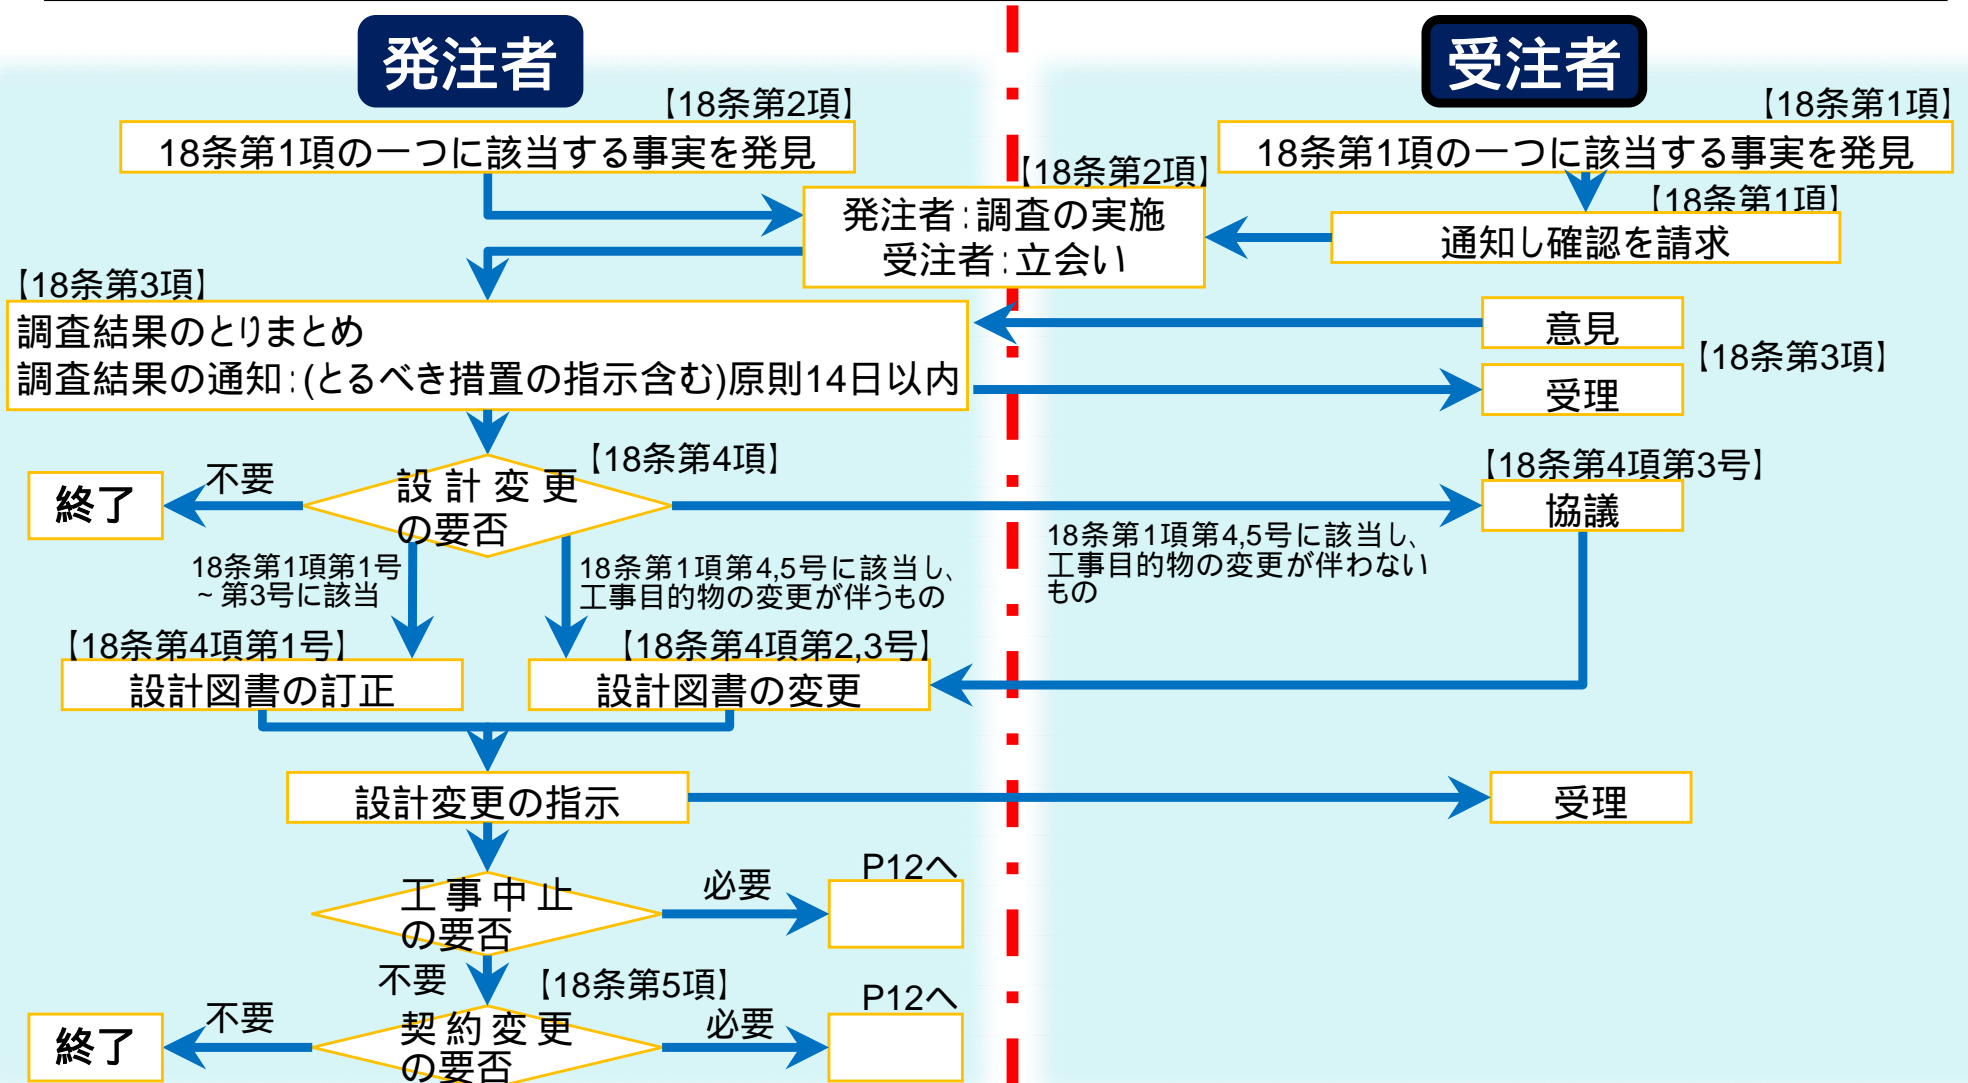 発注者
受注者
【18条第2項】
【18条第1項】
18条第1項の一つに該当する事実を発見
18条第1項の一つに該当する事実を発見
【18条第2項】
【18条第1項】
発注者:調査の実施
受注者:立会い
通知し確認を請求
【18条第3項】
調査結果のとりまとめ
調査結果の通知:(とるべき措置の指示含む)原則14日以内
意見
【18条第3項】
受理
【18条第4項】
設計変更
の要否
不要
終了
【18条第4項第3号】
協議
18条第1項第1号
~第3号に該当
18条第1項第4,5号に該当し、
工事目的物の変更が伴うもの
18条第1項第4,5号に該当し、
工事目的物の変更が伴わない
もの
【18条第4項第1号】
【18条第4項第2,3号】
設計図書の訂正
設計図書の変更
設計変更の指示
受理
工事中止
の要否
必要
P12へ
不要
【18条第5項】
契約変更
の要否
不要
終了
必要
P12へ